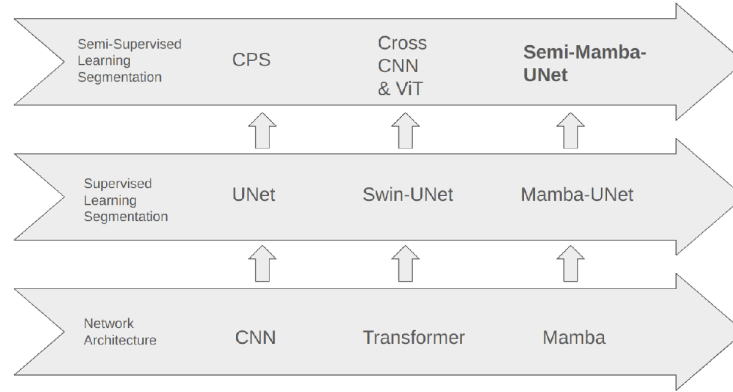 Semi-Supervised
Learning
Segmentation
CPS
Cross
CNN
& ViT
Semi-Mamba-
UNet
Supervised
Learning
Segmentation
UNet
Swin-UNet
Mamba-UNet
Network
Architecture
CNN
Transformer
Mamba